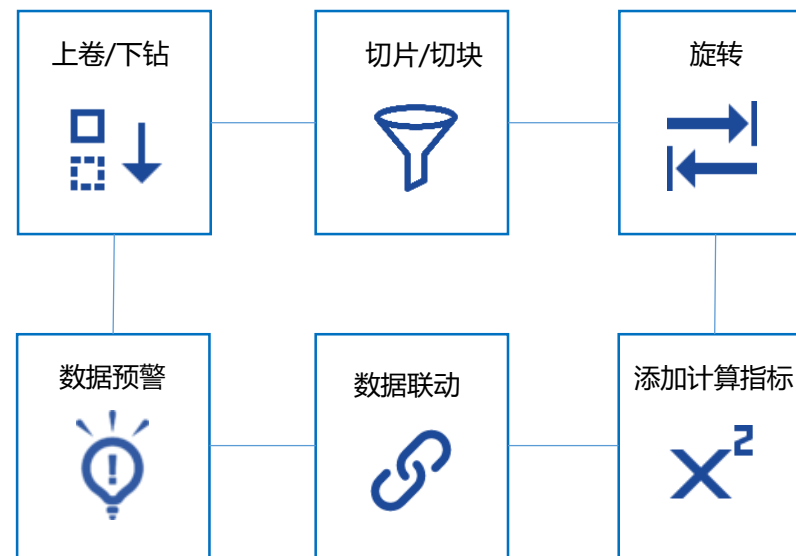 上卷/下钻
切片/切块
旋转
数据预警
数据联动
添加计算指标
x²